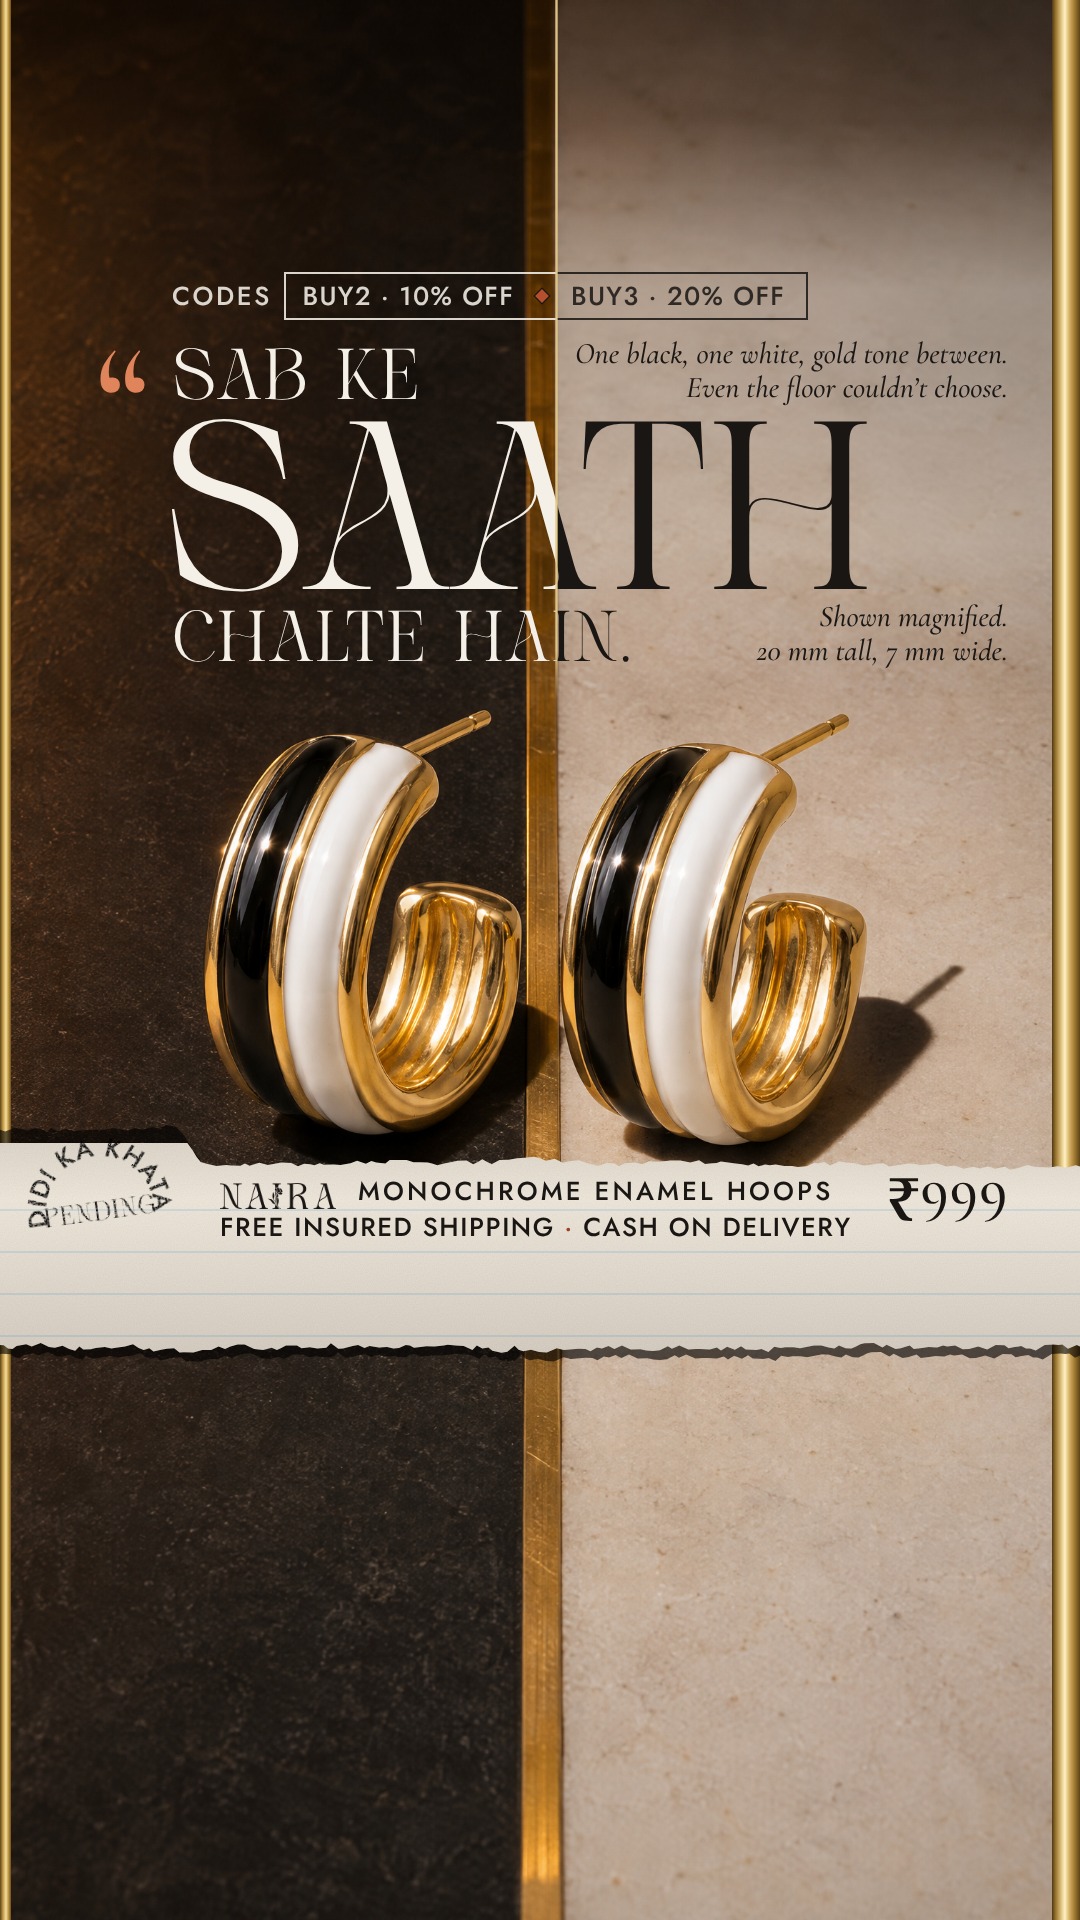 CODES BUY2 · 10% OFF ◆ BUY3 · 20% OFF
“ SAB KE
SAATH
CHALTE HAIN.
One black, one white, gold tone between.
Even the floor couldn’t choose.
Shown magnified.
20 mm tall, 7 mm wide.
DIDI KA KHATA
PENDING
NAIRA MONOCHROME ENAMEL HOOPS ₹999
FREE INSURED SHIPPING · CASH ON DELIVERY